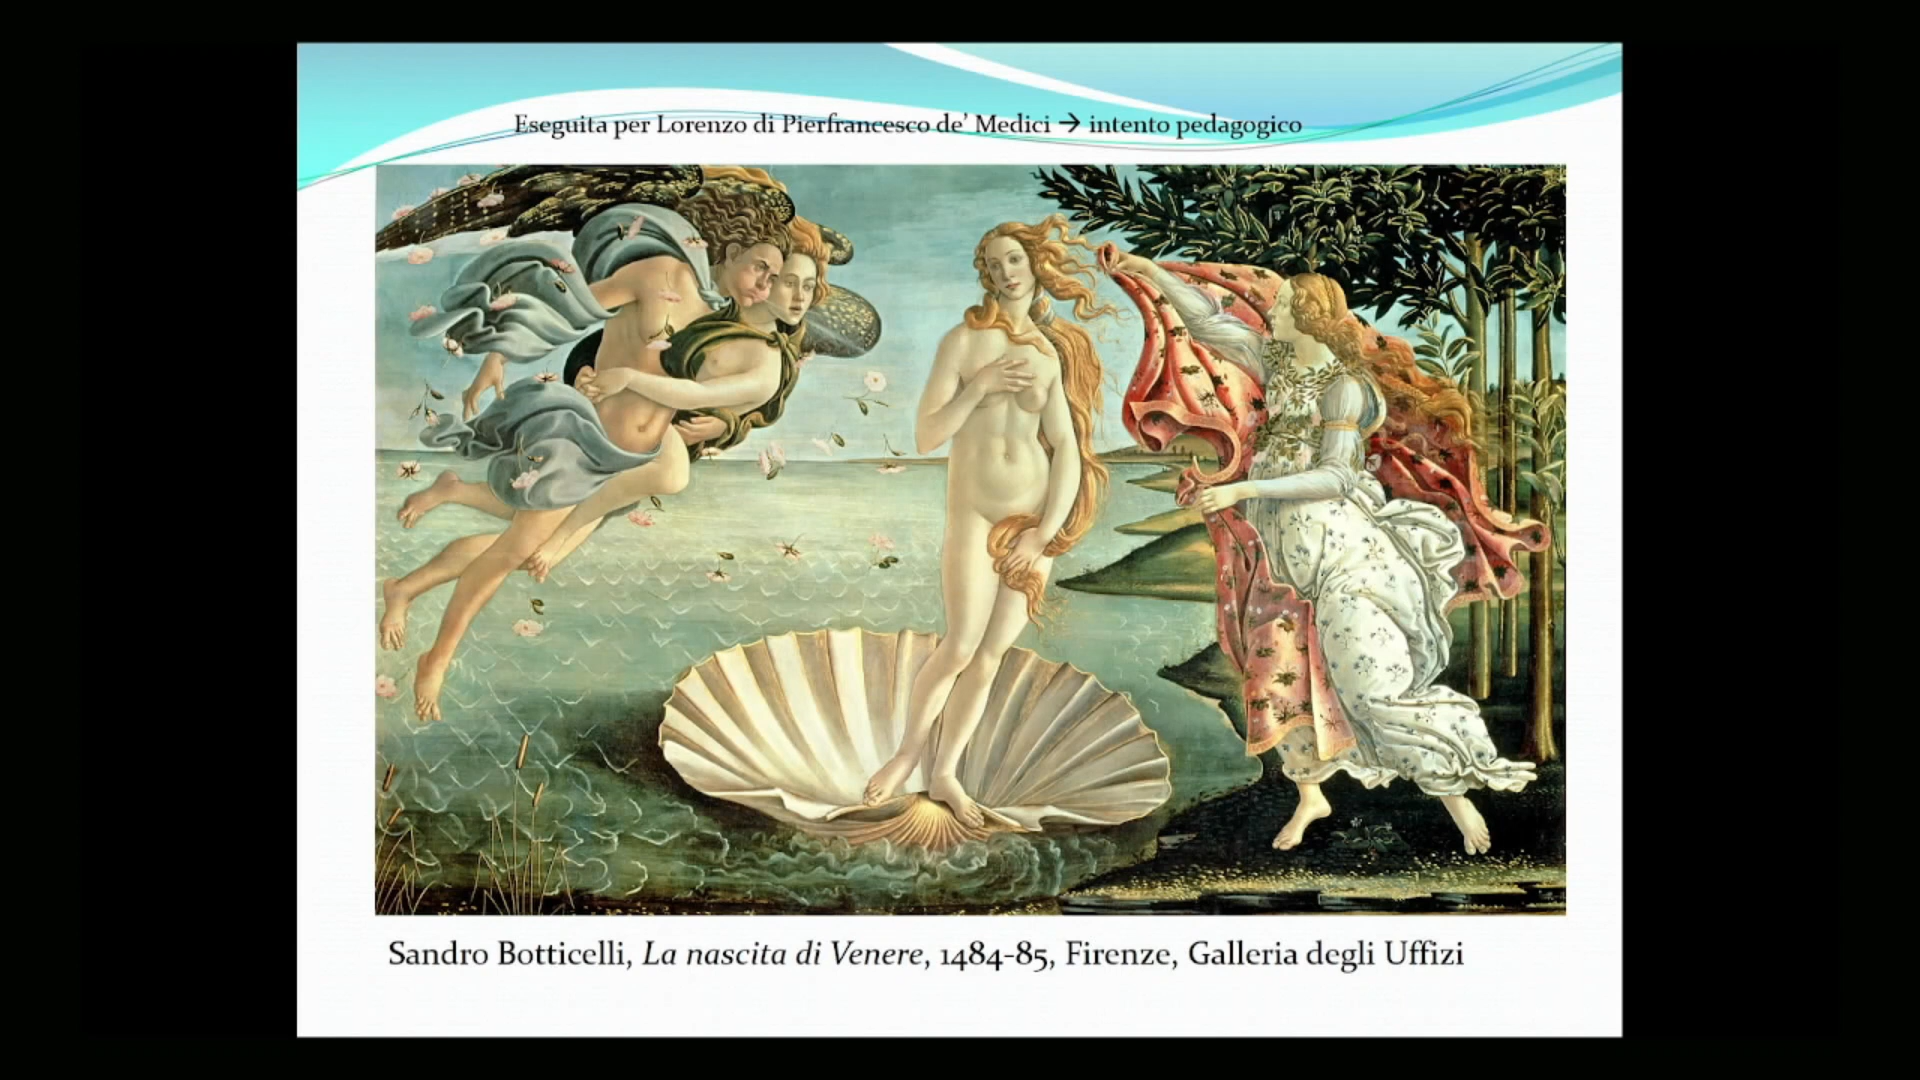 Eseguita per Lorenzo di Pierfrancesco de’ Medici → intento pedagogico
Sandro Botticelli, La nascita di Venere, 1484-85, Firenze, Galleria degli Uffizi